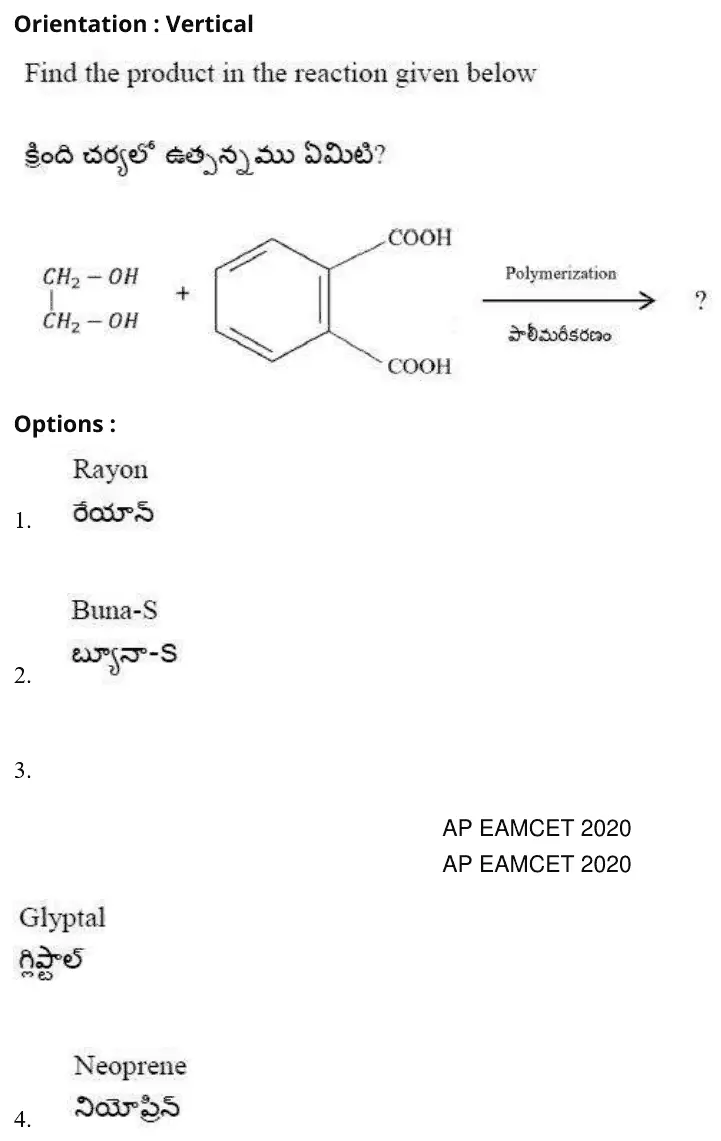 Orientation : Vertical
Find the product in the reaction given below
క్రింది చర్యలో ఉత్పన్నము ఏమిటి?
COOH
CH₂ – OH
+
CH₂ – OH
COOH
Polymerization
?
పాలీమరీకరణం
Options :
Rayon
1. రేయాన్
Buna-S
2. బ్యూనా-S
3.
AP EAMCET 2020
AP EAMCET 2020
Glyptal
గ్లిప్టాల్
Neoprene
4. నియోప్రిన్